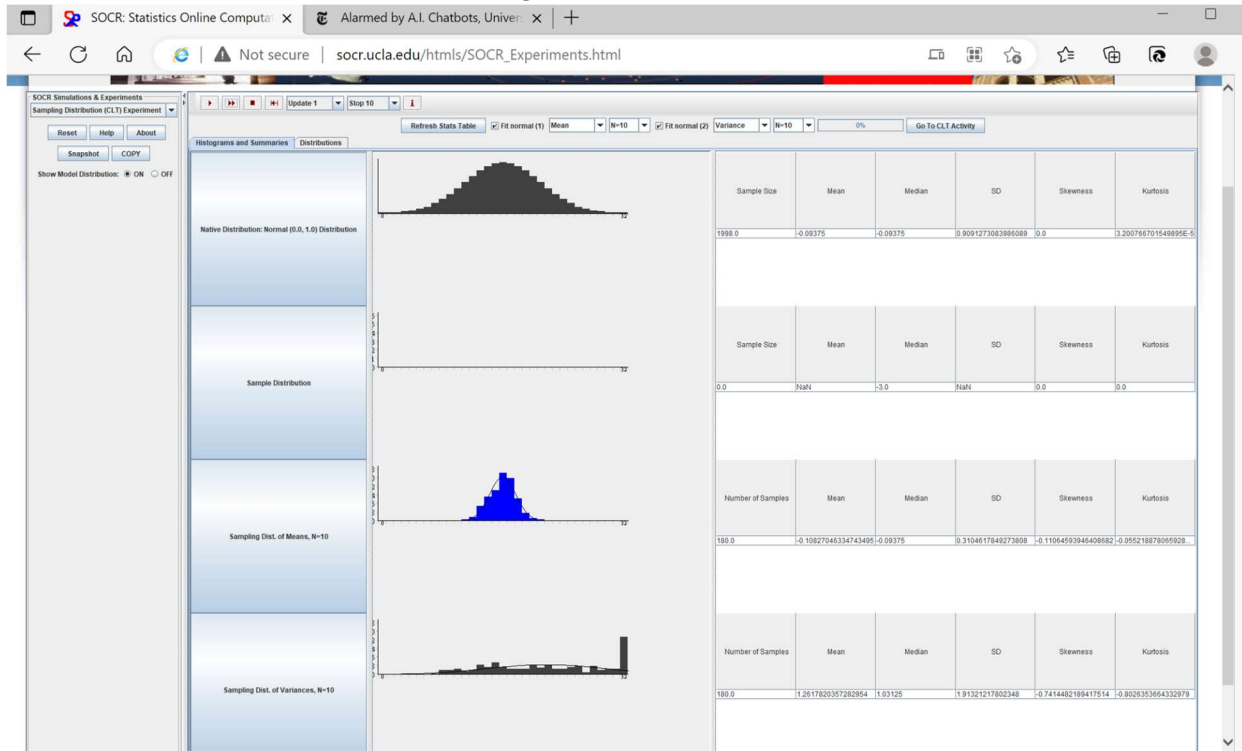 SOCR: Statistics Online Computat
Alarmed by A.I. Chatbots, Univer
Not secure | socr.ucla.edu/htmls/SOCR_Experiments.html
SOCR Simulations & Experiments
Sampling Distribution (CLT) Experiment
Reset Help About
Snapshot COPY
Show Model Distribution: ON OFF
Update 1 Stop 10 i
Refresh Stats Table Fit normal (1) Mean N=10 Fit normal (2) Variance N=10 0% Go To CLT Activity
Histograms and Summaries Distributions
Native Distribution: Normal (0.0, 1.0) Distribution
0 32
Sample Size Mean Median SD Skewness Kurtosis
1998.0 -0.09375 -0.09375 0.9091273083986089 0.0 3.200766701549895E-5
Sample Distribution
0 32
Sample Size Mean Median SD Skewness Kurtosis
0.0 NaN -3.0 NaN 0.0 0.0
Sampling Dist. of Means, N=10
0 32
Number of Samples Mean Median SD Skewness Kurtosis
180.0 -0.10827046334743495 -0.09375 0.3104617849273808 -0.11064593946408682 -0.055218878065928...
Sampling Dist. of Variances, N=10
0 32
Number of Samples Mean Median SD Skewness Kurtosis
180.0 1.2617820357282954 1.03125 1.91321217802348 -0.7414482189417514 -0.8026353664332979